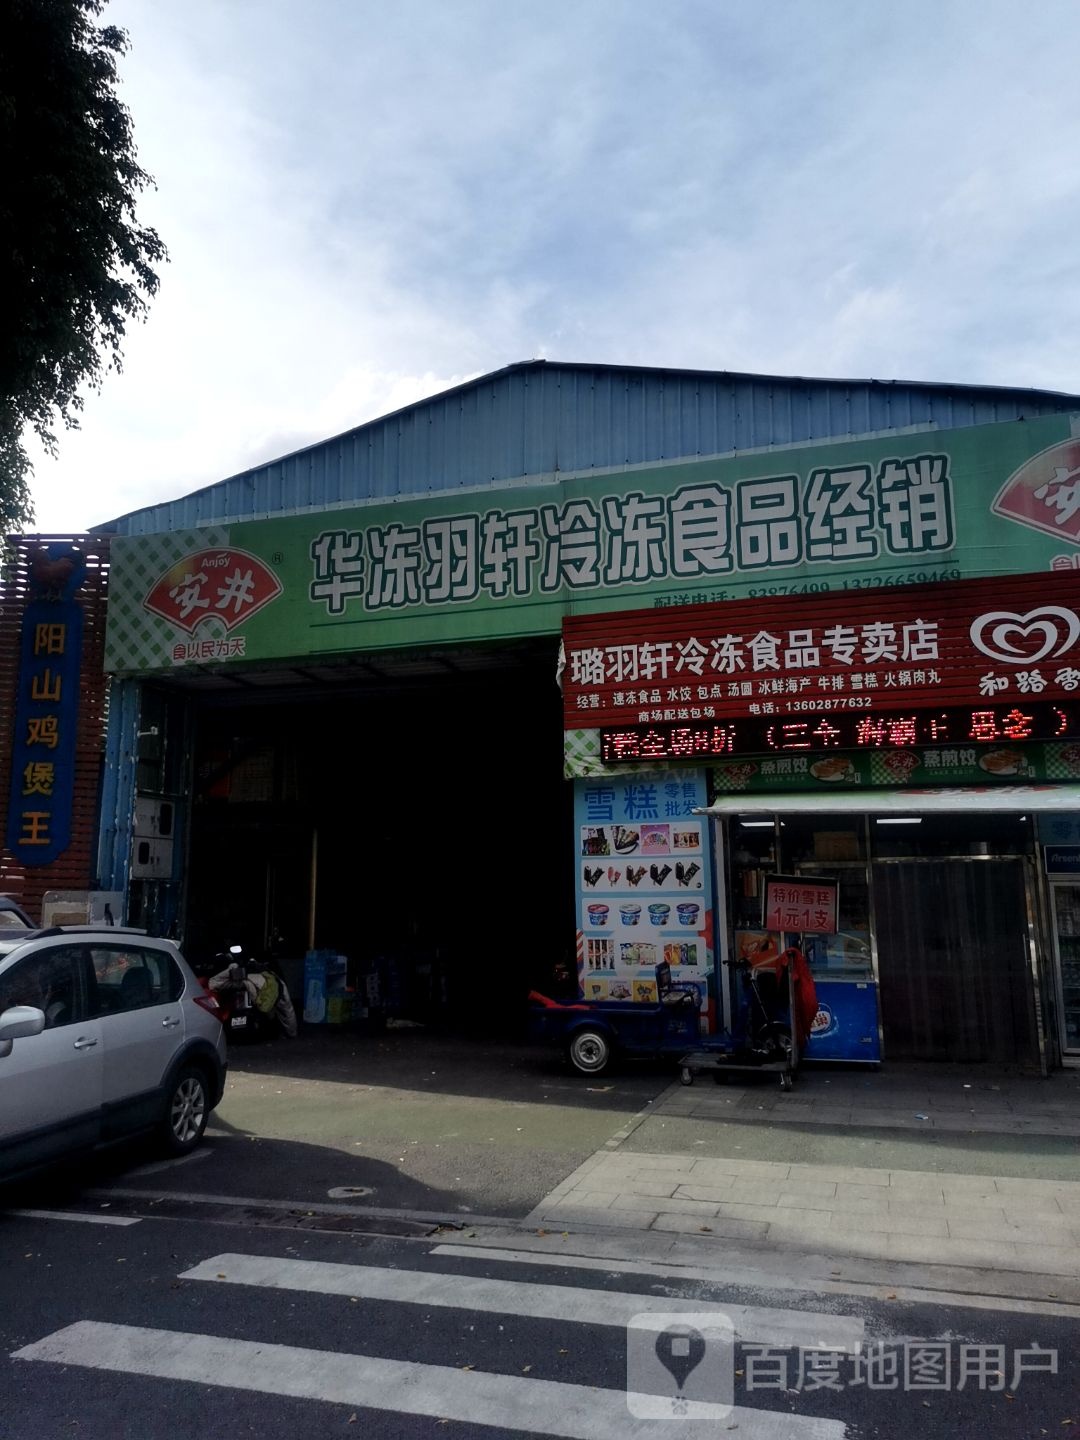 华冻羽轩冷冻食品经销
Anjoy
安井
®
食以民为天
配送电话：83876499 13726659469
安
阳山鸡煲王
璐羽轩冷冻食品专卖店
经营：速冻食品 水饺 包点 汤圆 冰鲜海产 牛排 雪糕 火锅肉丸
商场配送包场 电话：13602877632
和路雪
蒸煎饺
安井
蒸煎饺
雪糕
零售
批发
特价雪糕
1元1支
百度地图用户